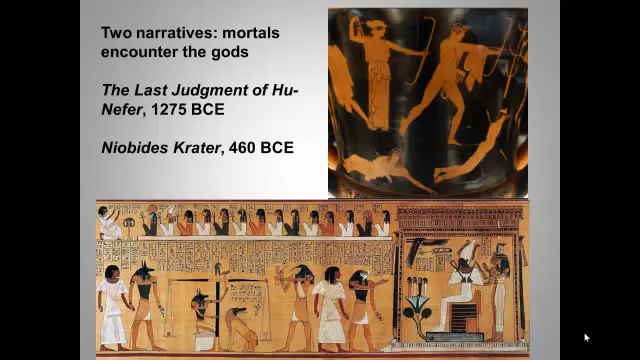 Two narratives: mortals
encounter the gods
The Last Judgment of Hu-
Nefer, 1275 BCE
Niobides Krater, 460 BCE